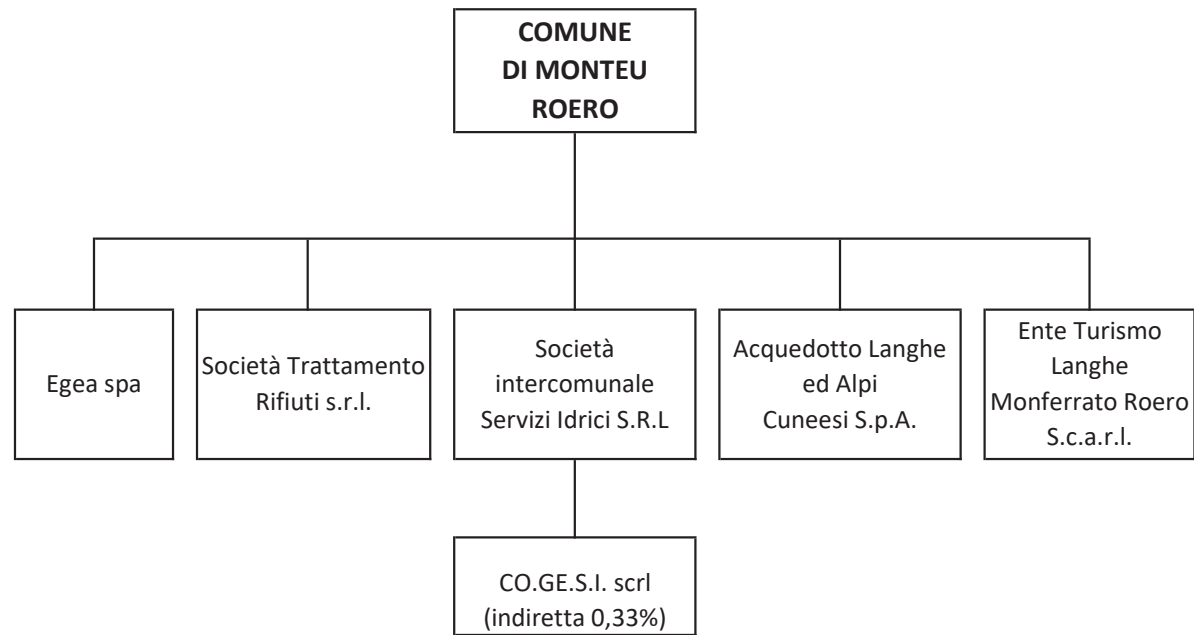 COMUNE
DI MONTEU
ROERO
Egea spa
Società Trattamento
Rifiuti s.r.l.
Società
intercomunale
Servizi Idrici S.R.L
Acquedotto Langhe
ed Alpi
Cuneesi S.p.A.
Ente Turismo
Langhe
Monferrato Roero
S.c.a.r.l.
CO.GE.S.I. scrl
(indiretta 0,33%)